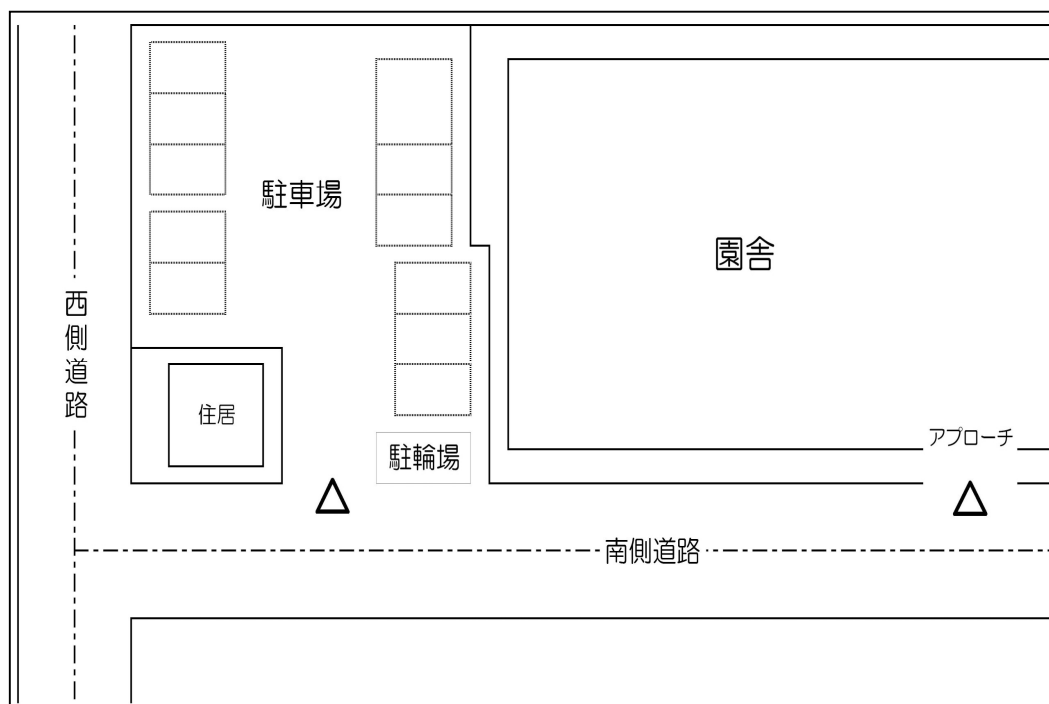 駐車場
園舎
西側道路
住居
アプローチ
駐輪場
南側道路